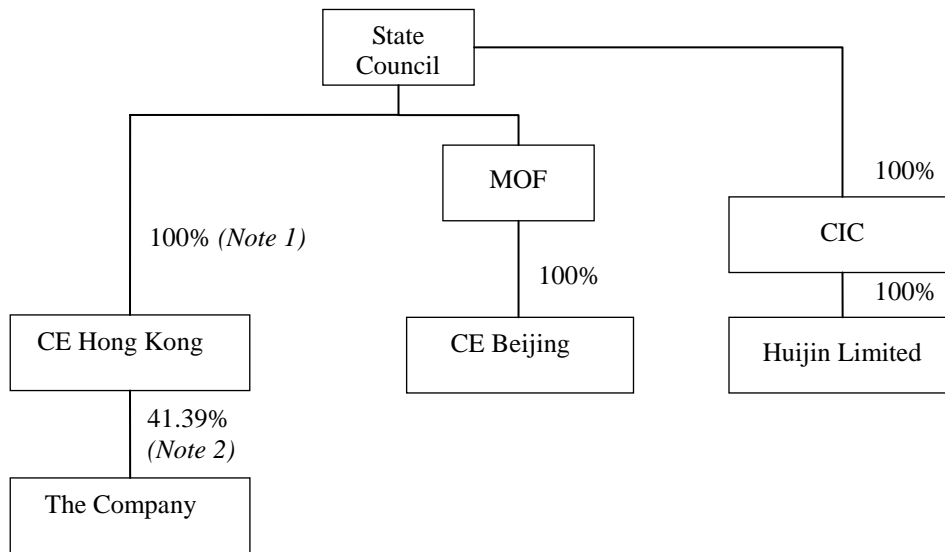 State
Council
MOF
100%
CIC
100% (Note 1)
100%
100%
CE Hong Kong
CE Beijing
Huijin Limited
41.39%
(Note 2)
The Company